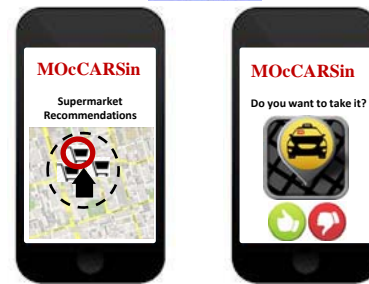 MOcCARSin
Supermarket
Recommendations
MOcCARSin
Do you want to take it?